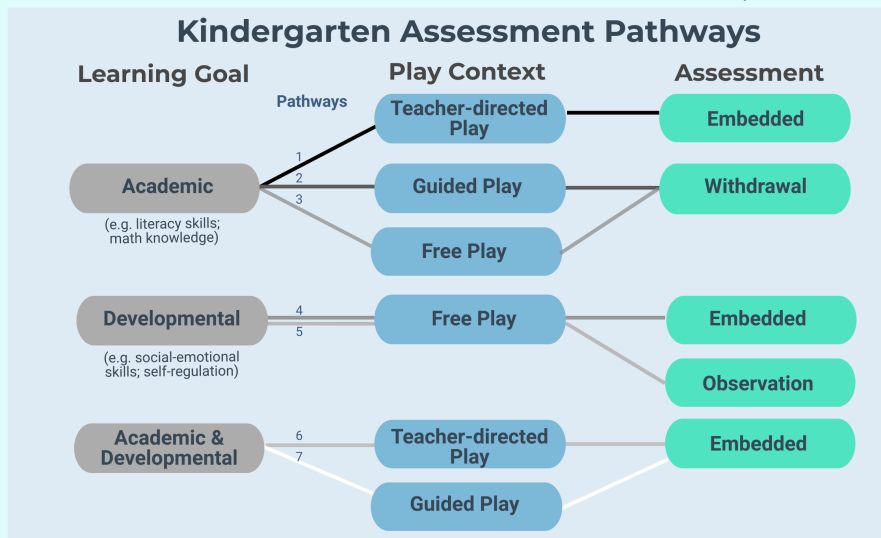 Kindergarten Assessment Pathways
Learning Goal
Play Context
Assessment
Pathways
Teacher-directed
Play
Embedded
1
2
3
Academic
Guided Play
Withdrawal
(e.g. literacy skills;
math knowledge)
Free Play
Developmental
4
5
Free Play
Embedded
(e.g. social-emotional
skills; self-regulation)
Observation
Academic &
Developmental
6
7
Teacher-directed
Play
Embedded
Guided Play